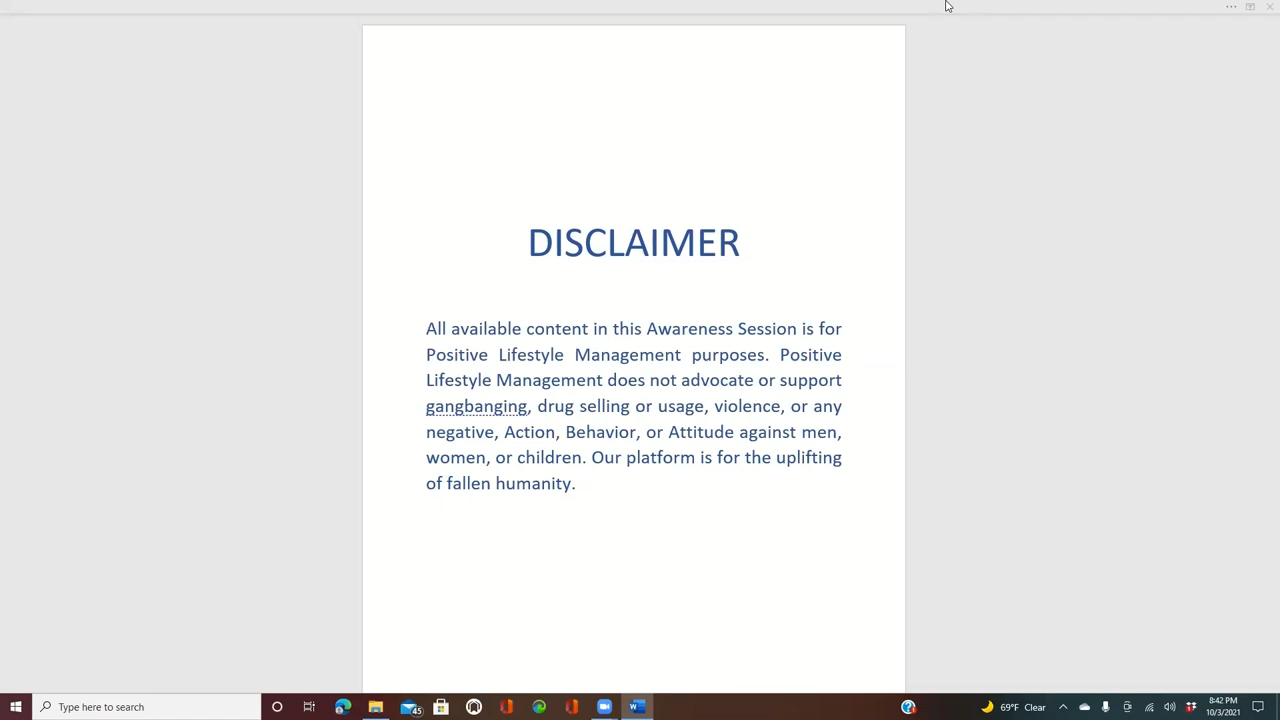 DISCLAIMER
All available content in this Awareness Session is for
Positive Lifestyle Management purposes. Positive
Lifestyle Management does not advocate or support
gangbanging, drug selling or usage, violence, or any
negative, Action, Behavior, or Attitude against men,
women, or children. Our platform is for the uplifting
of fallen humanity.
Type here to search
45
69°F Clear
8:42 PM
10/3/2021